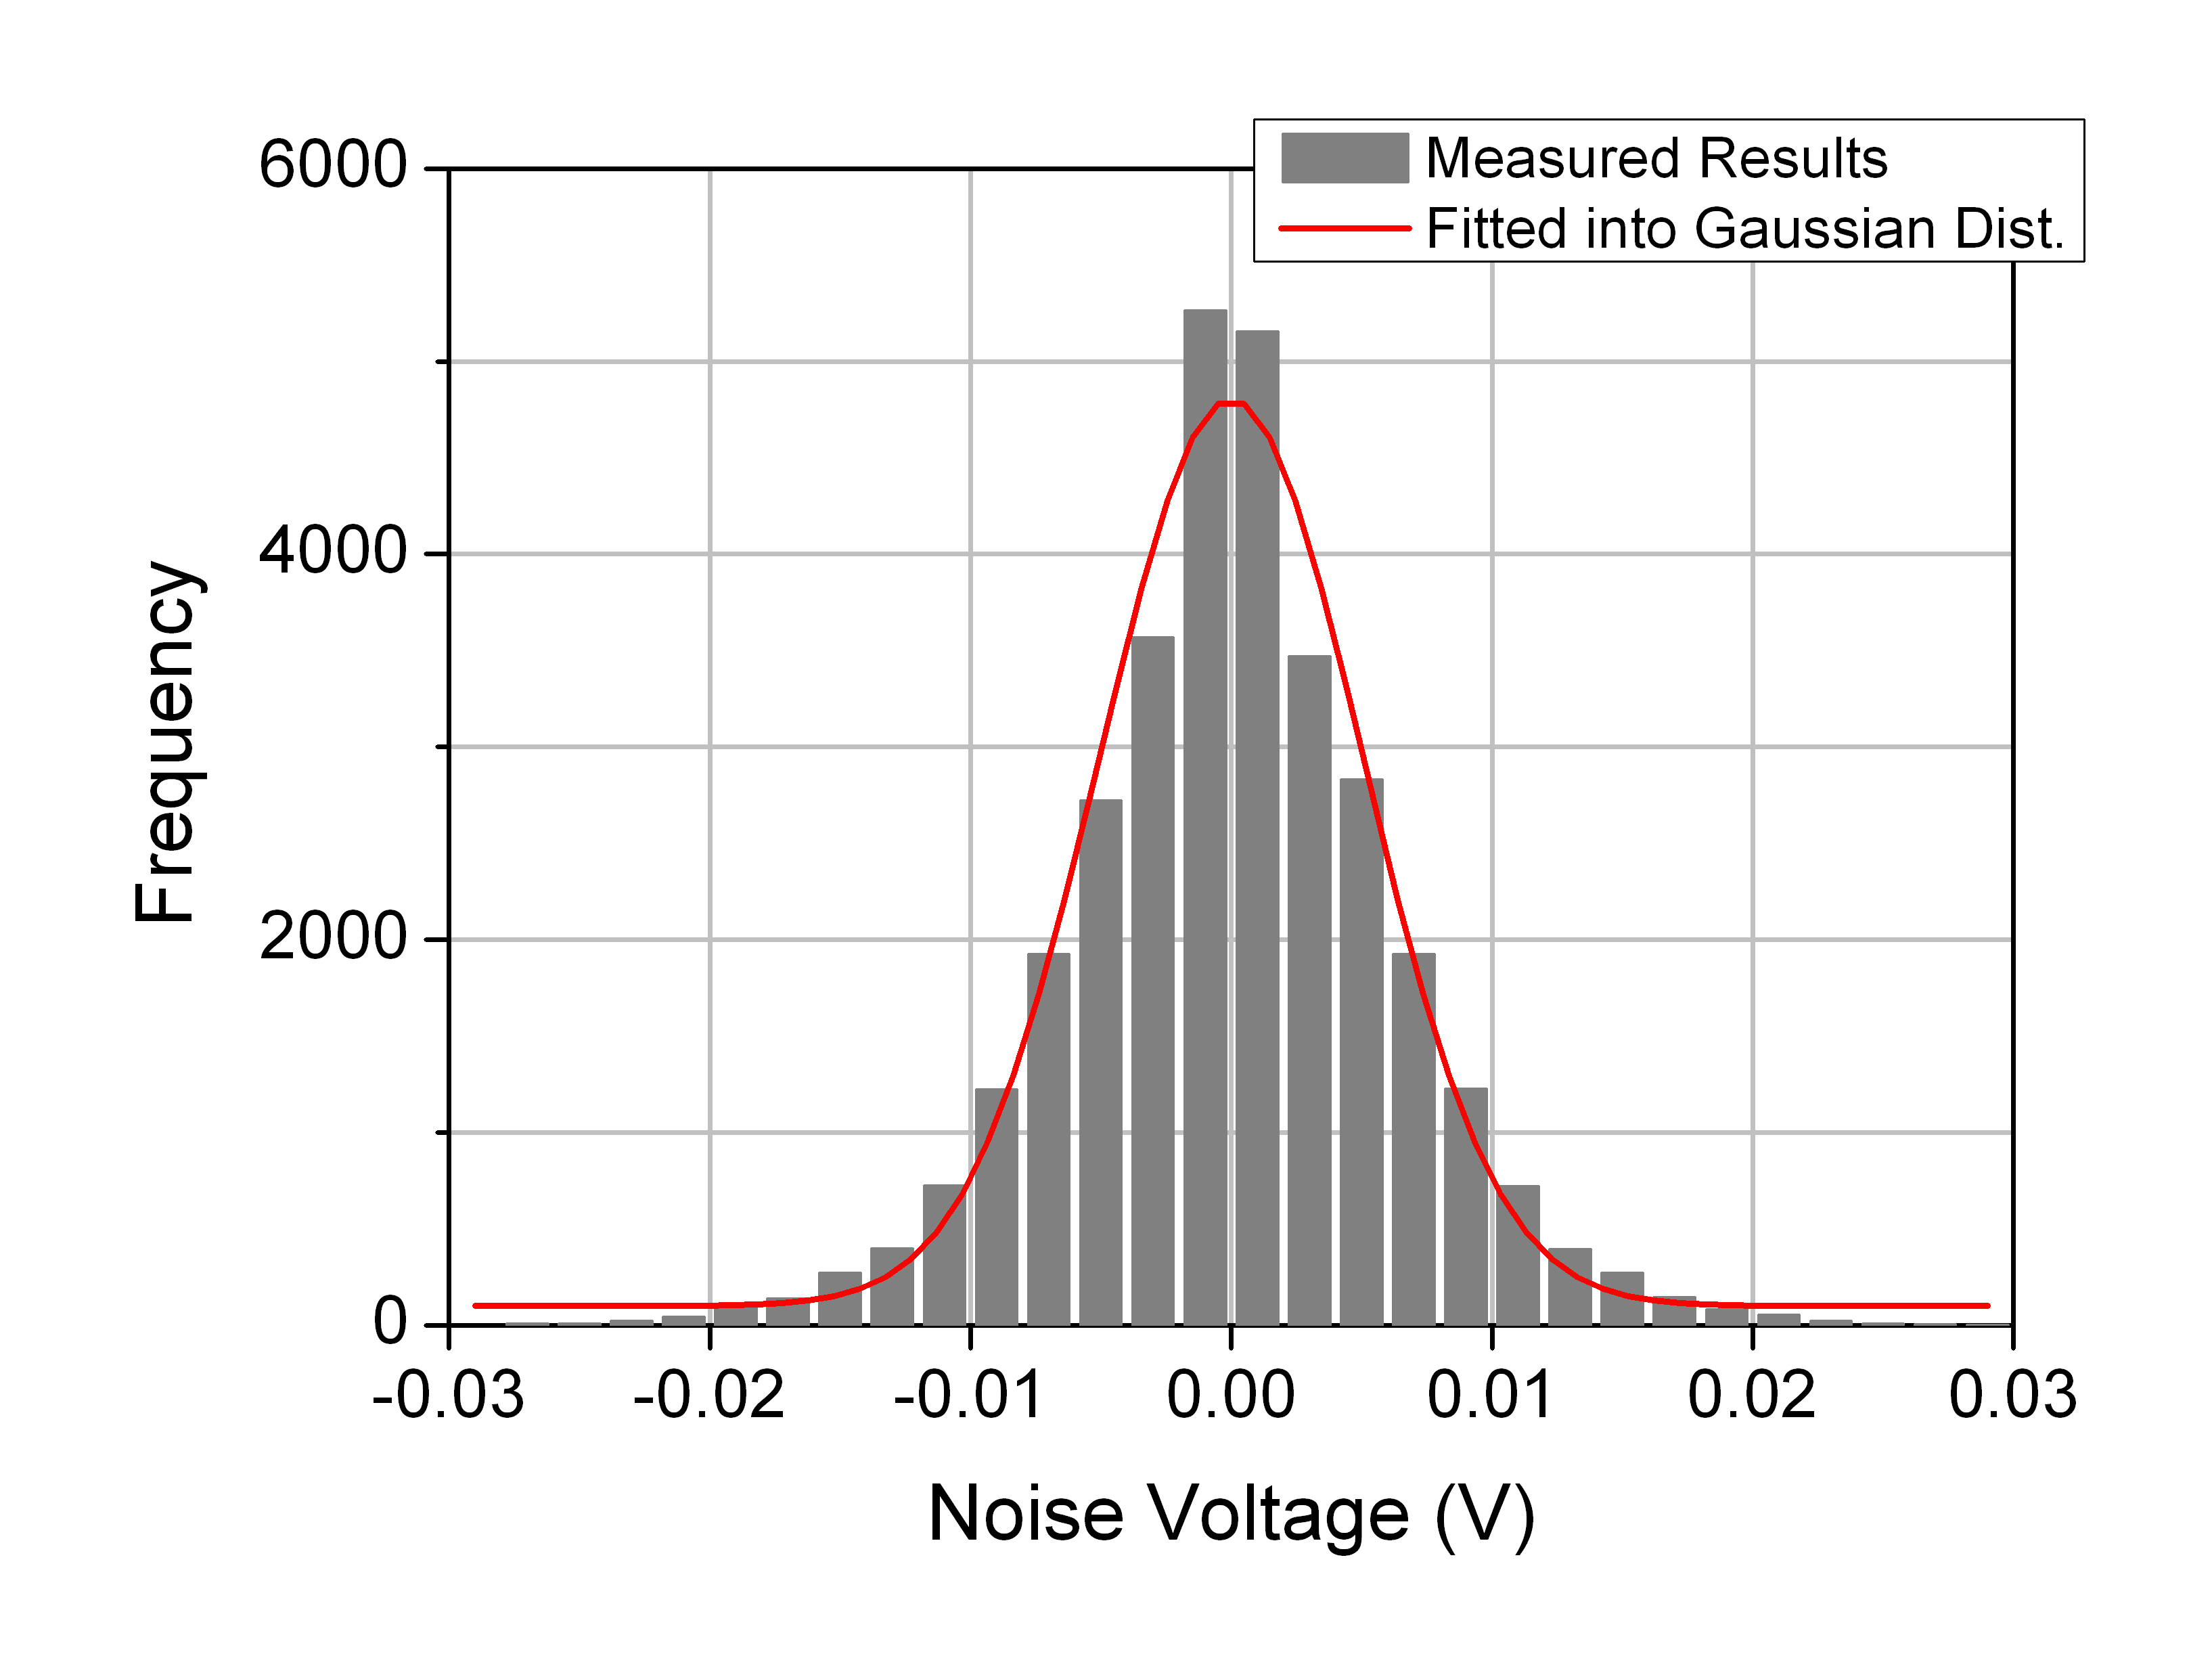 Measured Results
Fitted into Gaussian Dist.
6000
4000
2000
0
Frequency
-0.03 -0.02 -0.01 0.00 0.01 0.02 0.03
Noise Voltage (V)